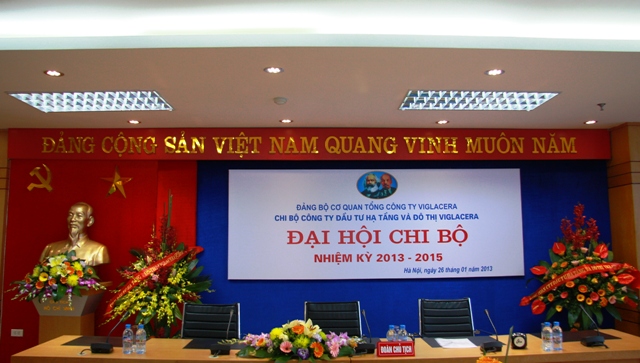 ĐẢNG CỘNG SẢN VIỆT NAM QUANG VINH MUÔN NĂM
ĐẢNG BỘ CƠ QUAN TỔNG CÔNG TY VIGLACERA
CHI BỘ CÔNG TY ĐẦU TƯ HẠ TẦNG VÀ ĐÔ THỊ VIGLACERA
ĐẠI HỘI CHI BỘ
NHIỆM KỲ 2013 - 2015
Hà Nội, ngày 26 tháng 01 năm 2013
ĐOÀN CHỦ TỊCH